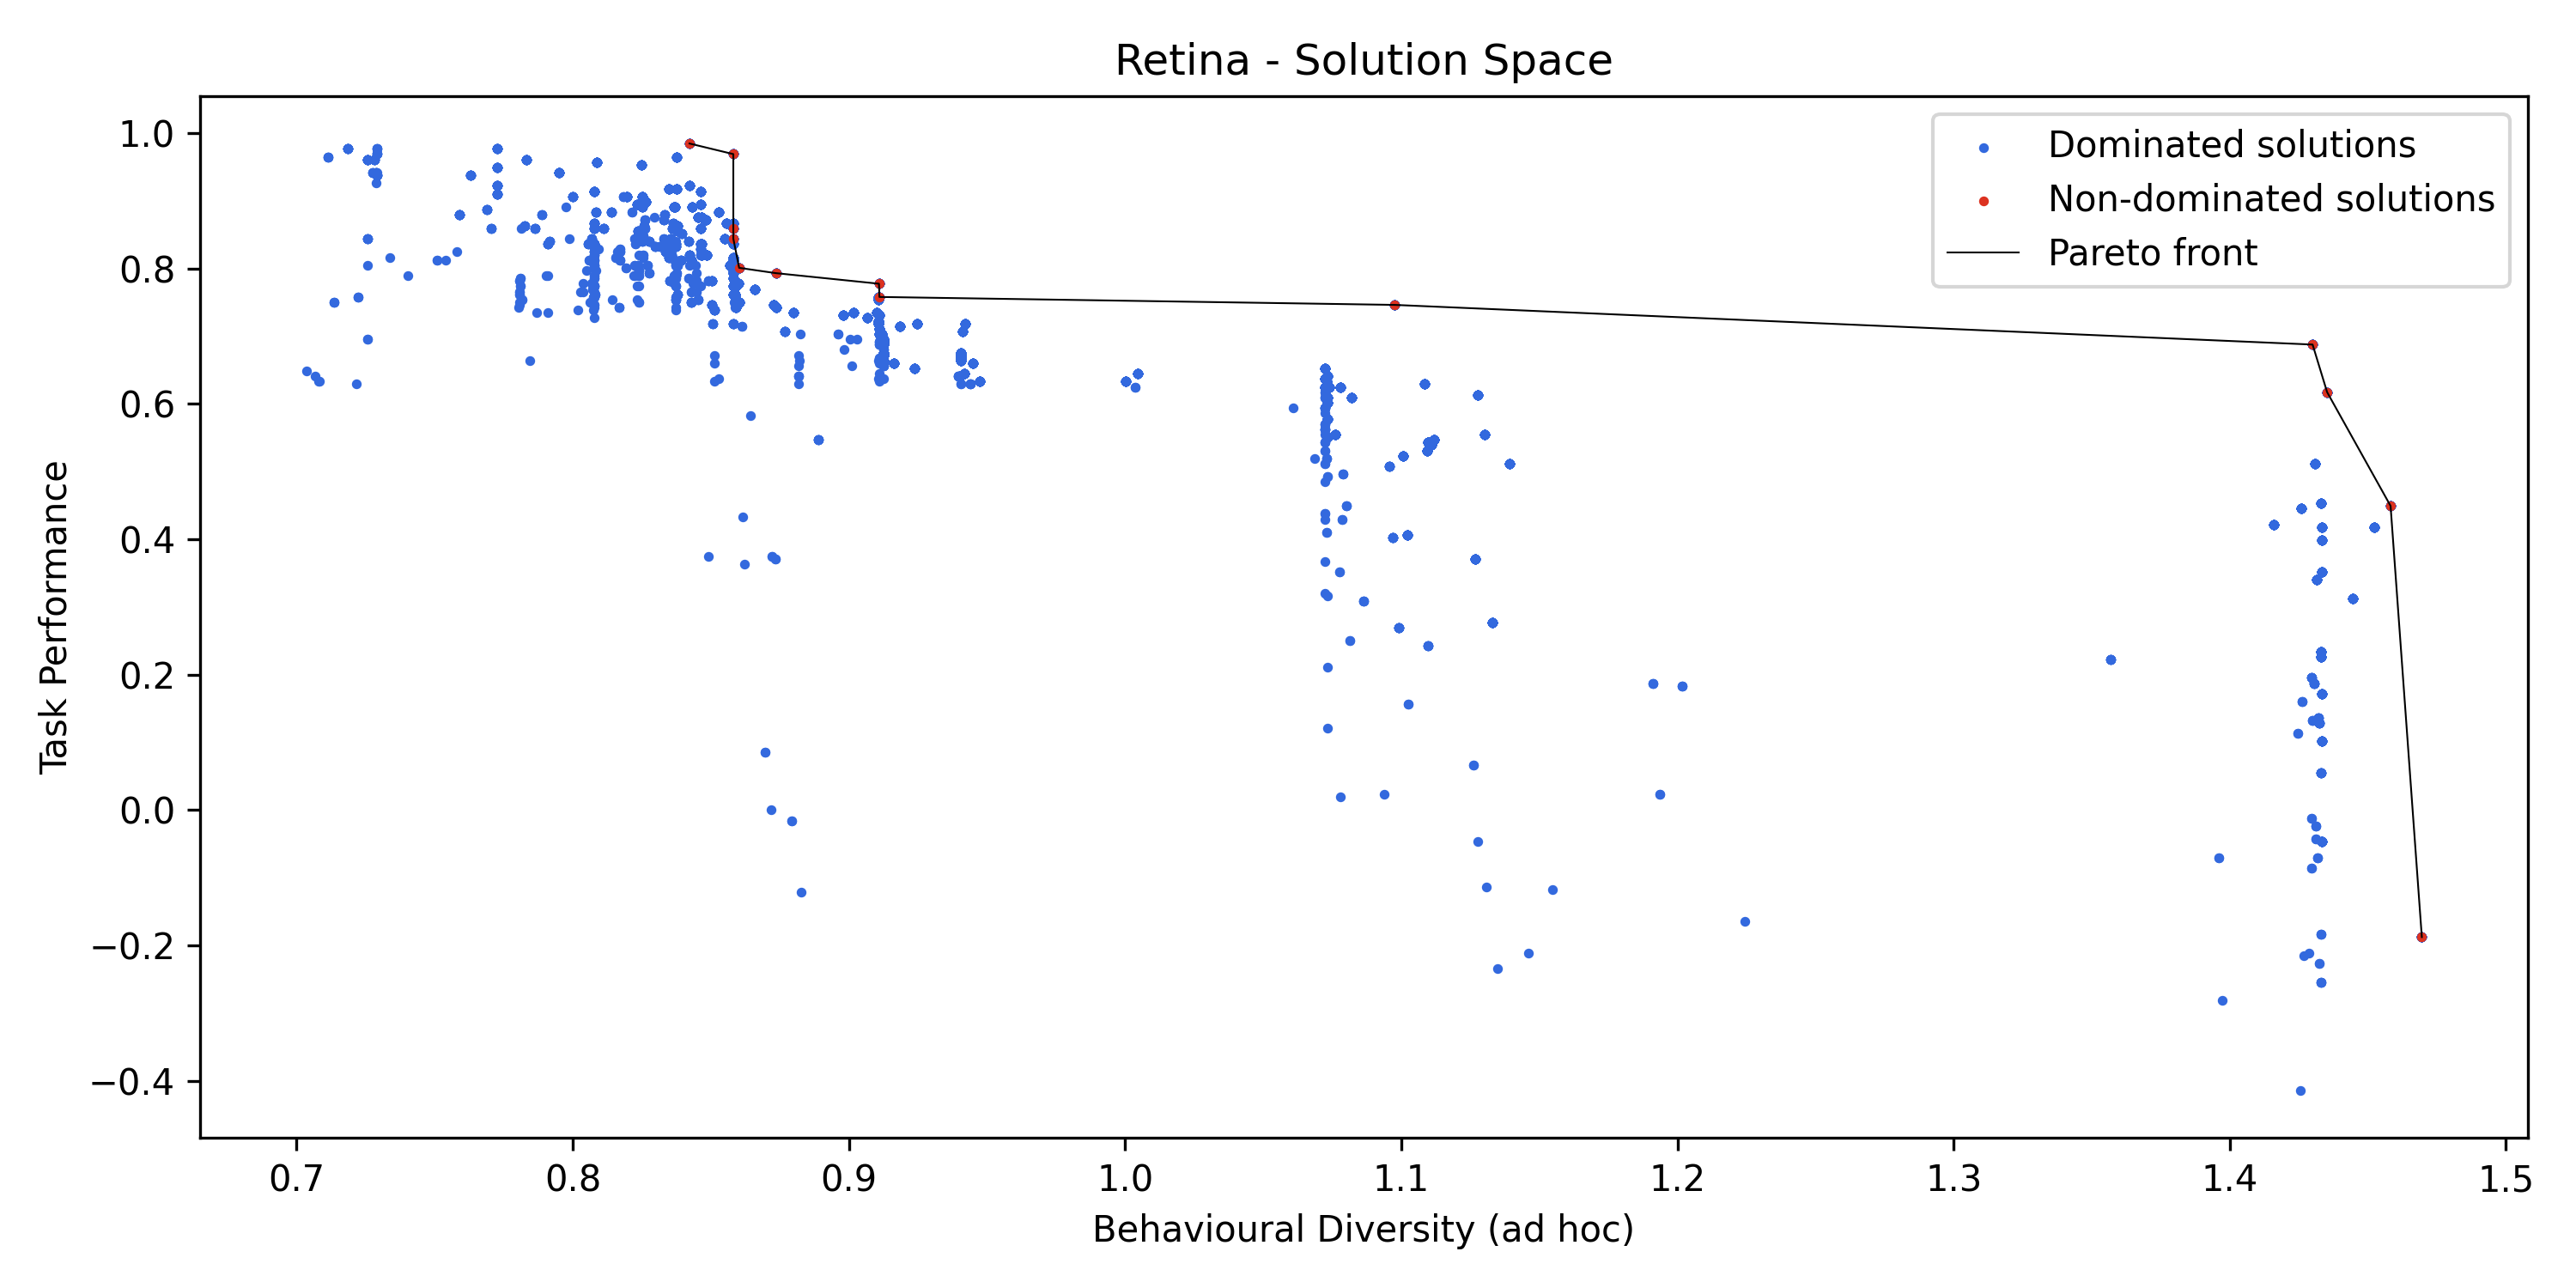 Retina - Solution Space
Dominated solutions
Non-dominated solutions
Pareto front
1.0
0.8
0.6
0.4
0.2
0.0
−0.2
−0.4
Task Performance
0.7 0.8 0.9 1.0 1.1 1.2 1.3 1.4 1.5
Behavioural Diversity (ad hoc)